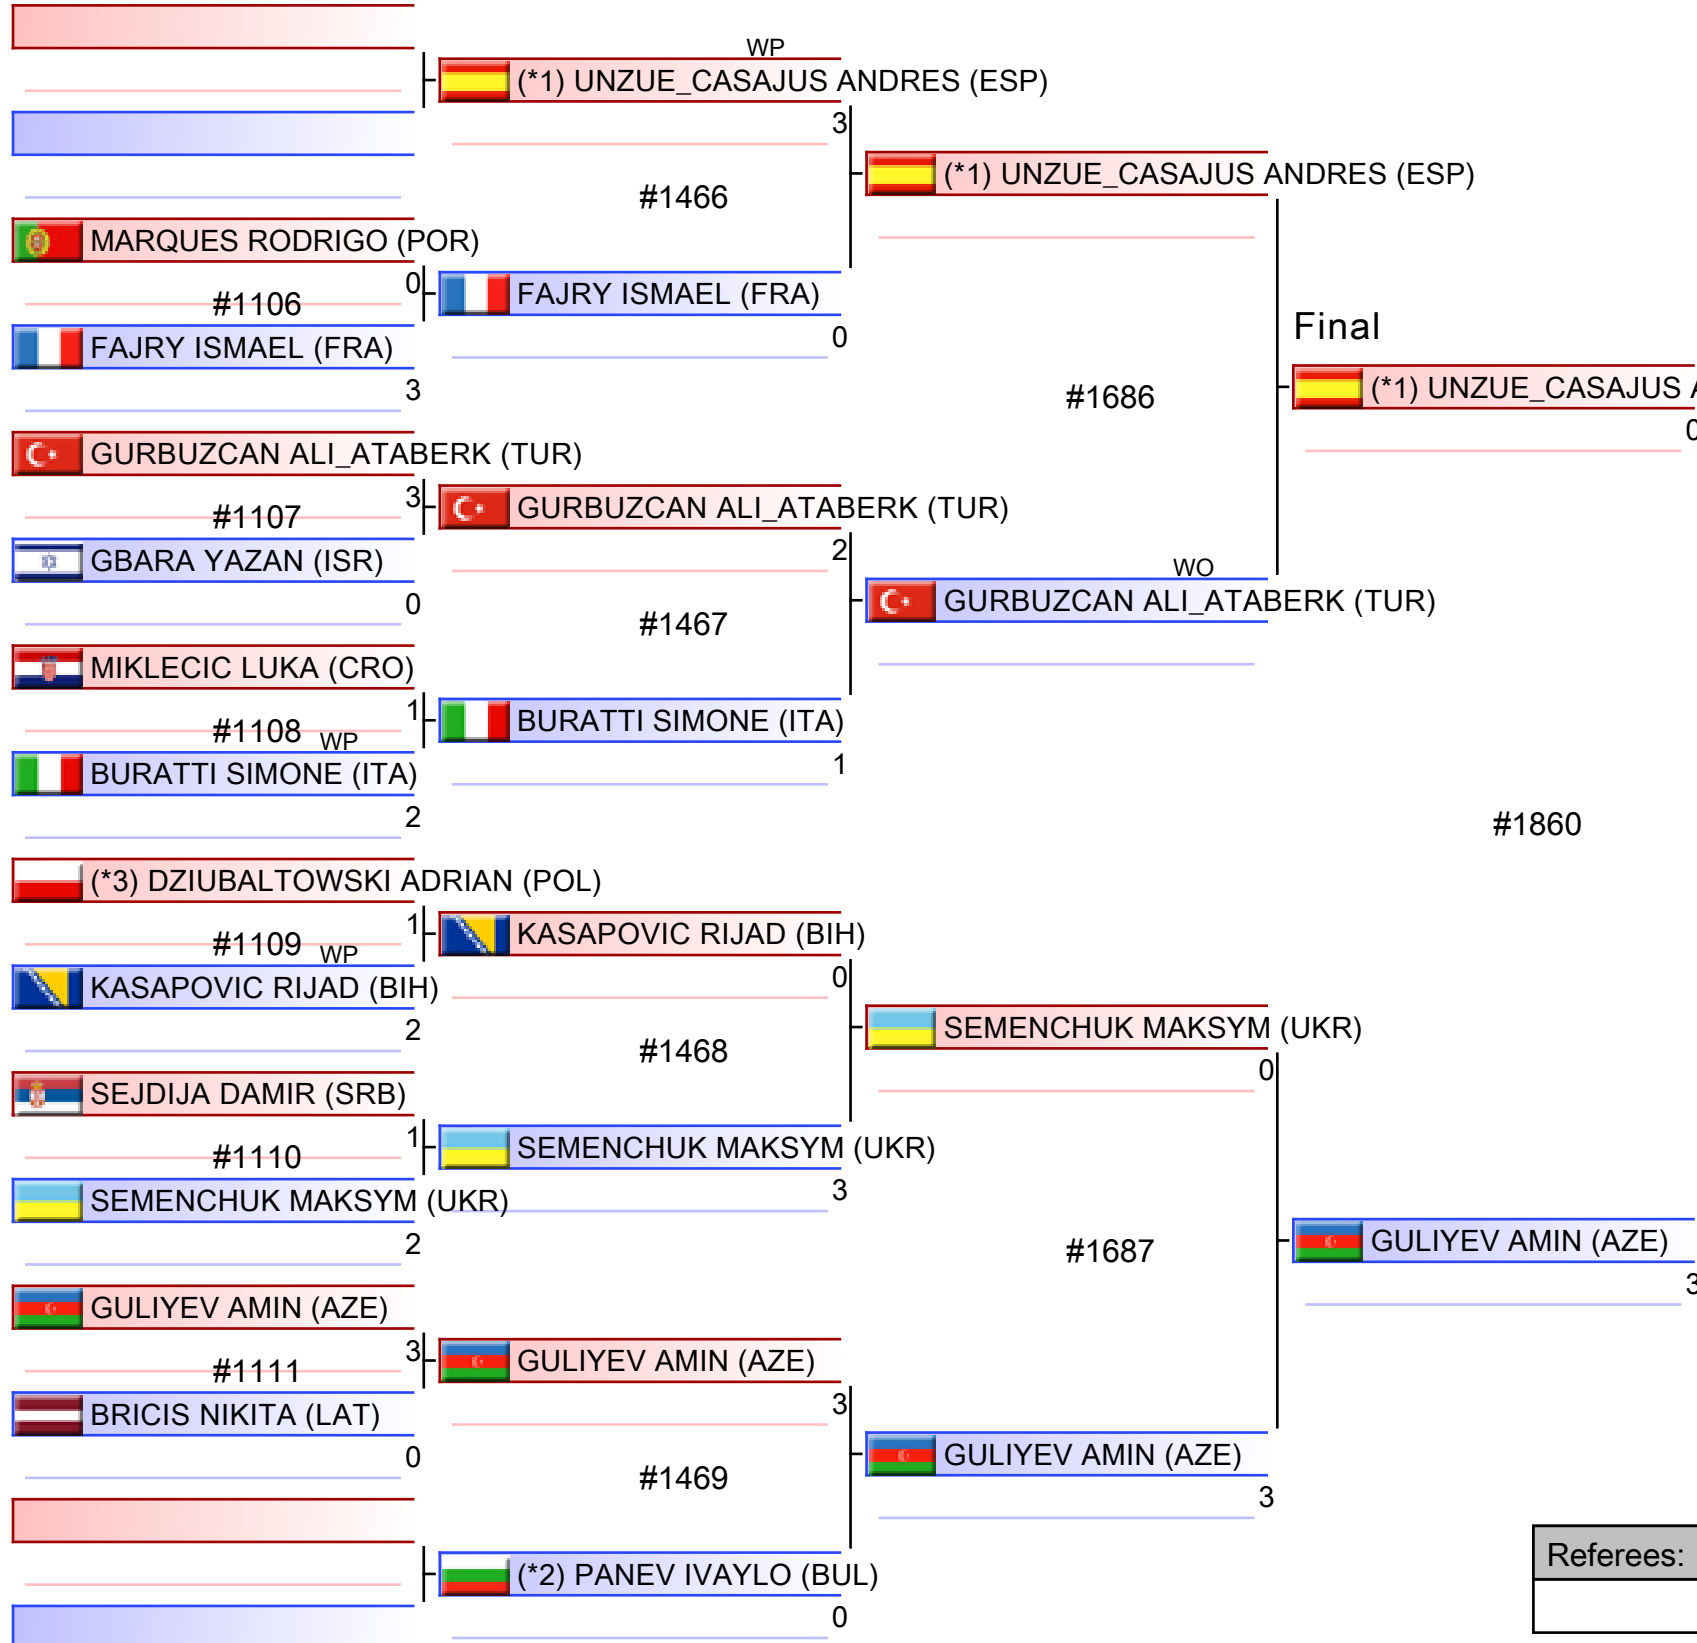 WP
(*1) UNZUE_CASAJUS ANDRES (ESP)
3
#1466
(*1) UNZUE_CASAJUS ANDRES (ESP)
MARQUES RODRIGO (POR)
0
#1106
FAJRY ISMAEL (FRA)
0
FAJRY ISMAEL (FRA)
3
Final
#1686
(*1) UNZUE_CASAJUS A
0
GURBUZCAN ALI_ATABERK (TUR)
3
#1107
GURBUZCAN ALI_ATABERK (TUR)
2
GBARA YAZAN (ISR)
0
WO
GURBUZCAN ALI_ATABERK (TUR)
#1467
MIKLECIC LUKA (CRO)
1
#1108 WP
BURATTI SIMONE (ITA)
1
BURATTI SIMONE (ITA)
2
#1860
(*3) DZIUBALTOWSKI ADRIAN (POL)
1
#1109 WP
KASAPOVIC RIJAD (BIH)
0
KASAPOVIC RIJAD (BIH)
2
#1468
SEMENCHUK MAKSYM (UKR)
0
SEJDIJA DAMIR (SRB)
1
#1110
SEMENCHUK MAKSYM (UKR)
3
SEMENCHUK MAKSYM (UKR)
2
#1687
GULIYEV AMIN (AZE)
3
GULIYEV AMIN (AZE)
3
#1111
GULIYEV AMIN (AZE)
3
BRICIS NIKITA (LAT)
0
#1469
GULIYEV AMIN (AZE)
3
(*2) PANEV IVAYLO (BUL)
0
Referees: